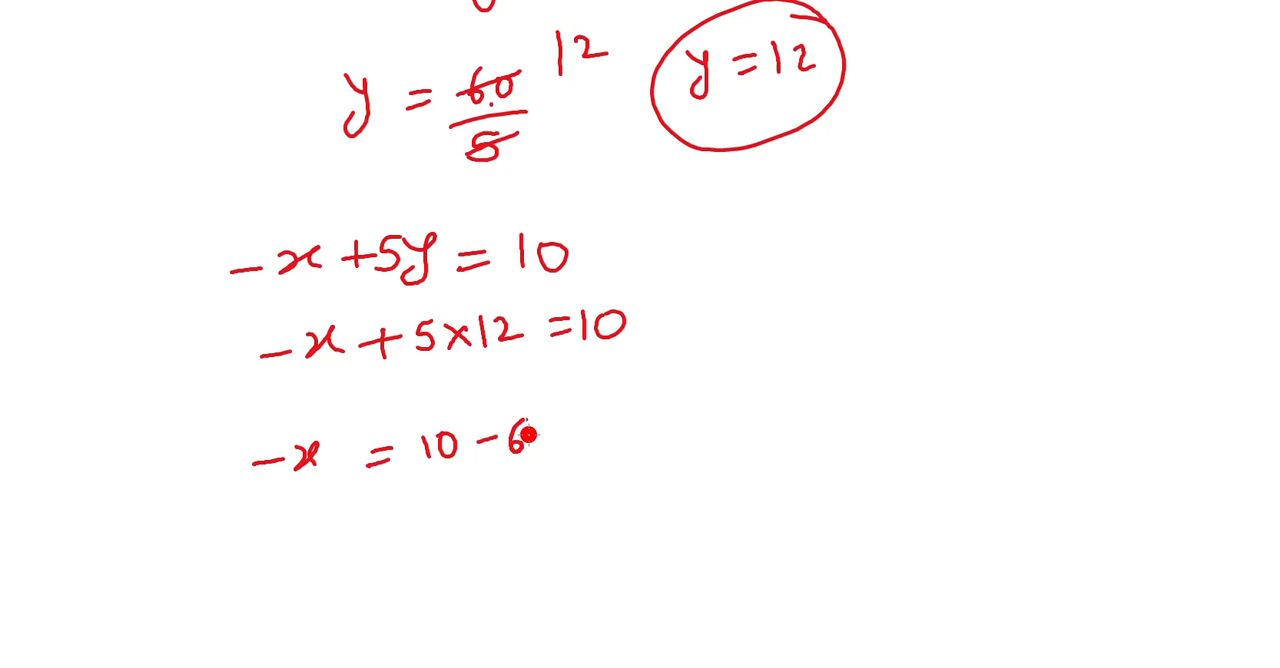 y = 60/5 12 y = 12
-x + 5y = 10
-x + 5 × 12 = 10
-x = 10 - 6